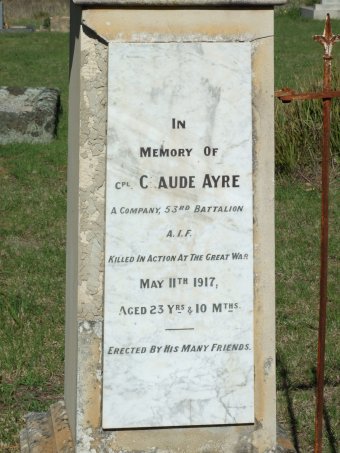 IN
MEMORY OF
CPL. C AUDE AYRE
A COMPANY, 53RD BATTALION
A.I.F.
KILLED IN ACTION AT THE GREAT WAR
MAY 11TH 1917,
AGED 23 YRS & 10 MTHS.
ERECTED BY HIS MANY FRIENDS.